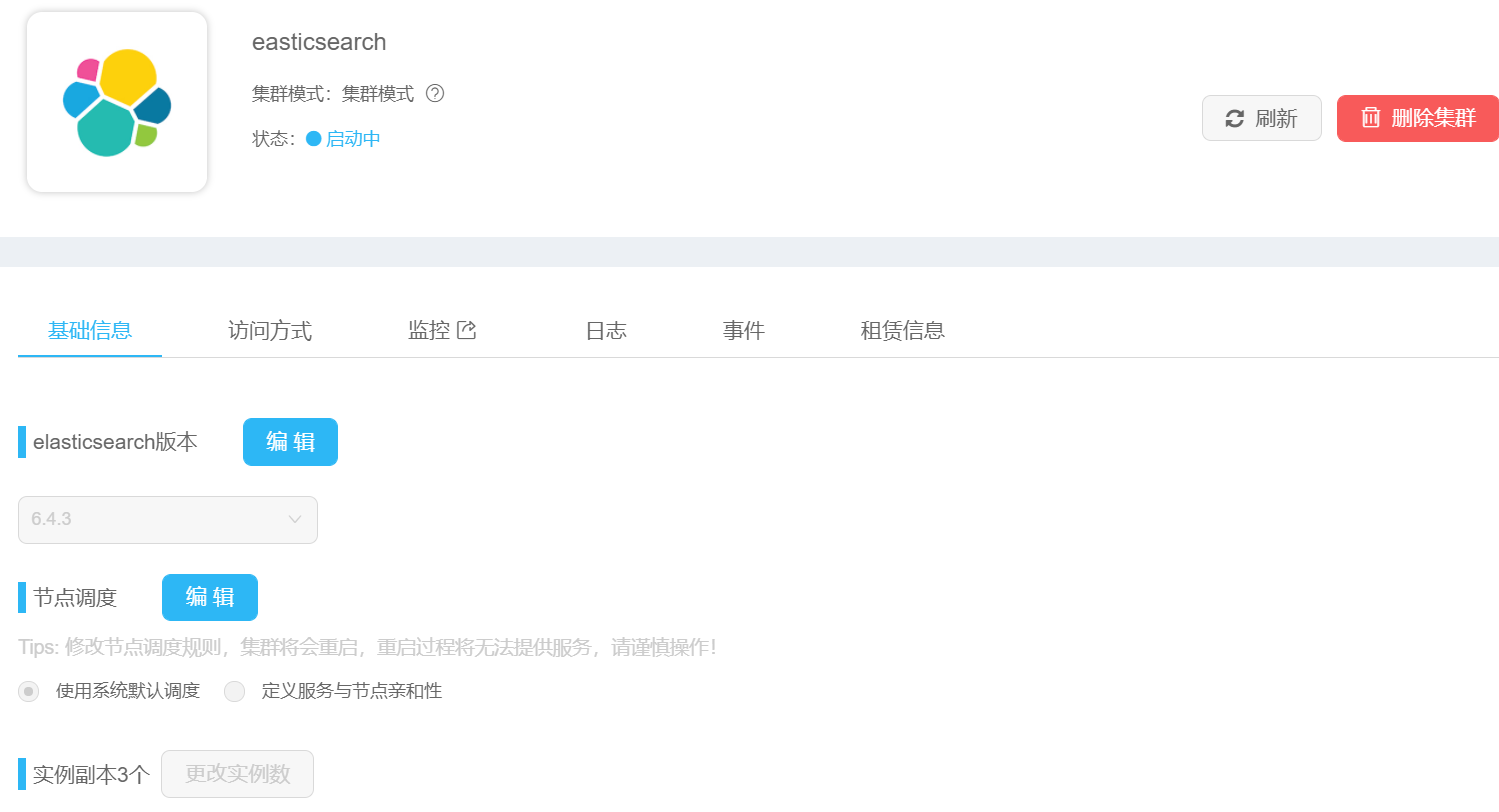 easticsearch
集群模式：集群模式
状态：启动中
刷新 删除集群
基础信息 访问方式 监控 日志 事件 租赁信息
elasticsearch版本 编 辑
6.4.3
节点调度 编 辑
Tips: 修改节点调度规则，集群将会重启，重启过程将无法提供服务，请谨慎操作！
使用系统默认调度 定义服务与节点亲和性
实例副本3个 更改实例数